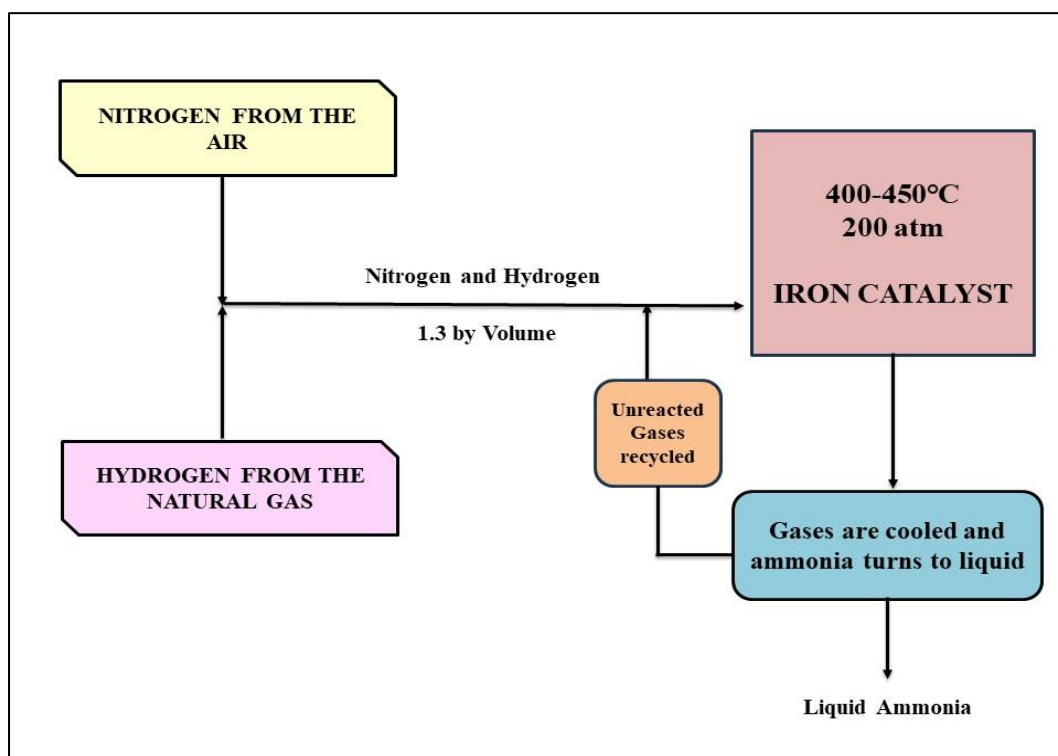 NITROGEN FROM THE
AIR
400-450°C
200 atm
IRON CATALYST
Nitrogen and Hydrogen
1.3 by Volume
Unreacted
Gases
recycled
HYDROGEN FROM THE
NATURAL GAS
Gases are cooled and
ammonia turns to liquid
Liquid Ammonia